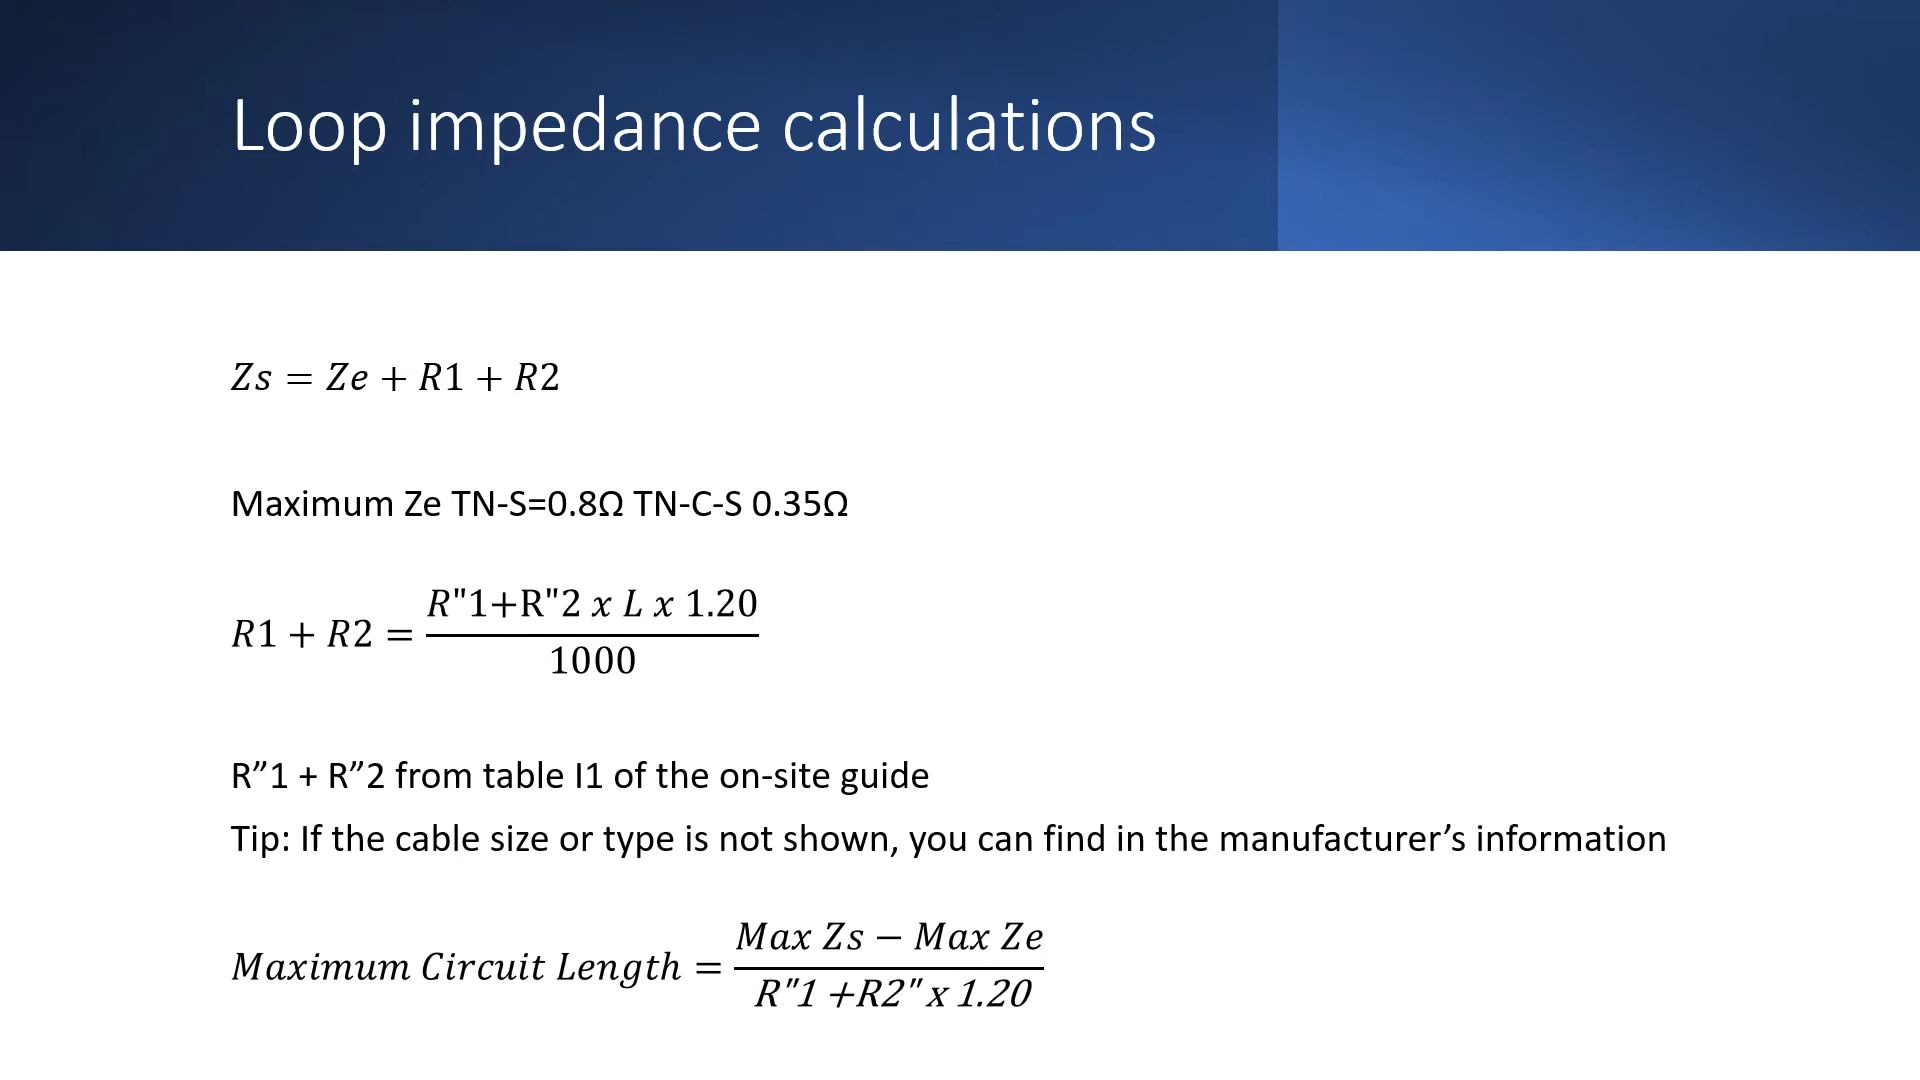 Loop impedance calculations
Zs = Ze + R1 + R2
Maximum Ze TN-S=0.8Ω TN-C-S 0.35Ω
R1 + R2 = R"1+R"2 x L x 1.20 / 1000
R”1 + R”2 from table I1 of the on-site guide
Tip: If the cable size or type is not shown, you can find in the manufacturer’s information
Maximum Circuit Length = Max Zs − Max Ze / R"1 +R2" x 1.20